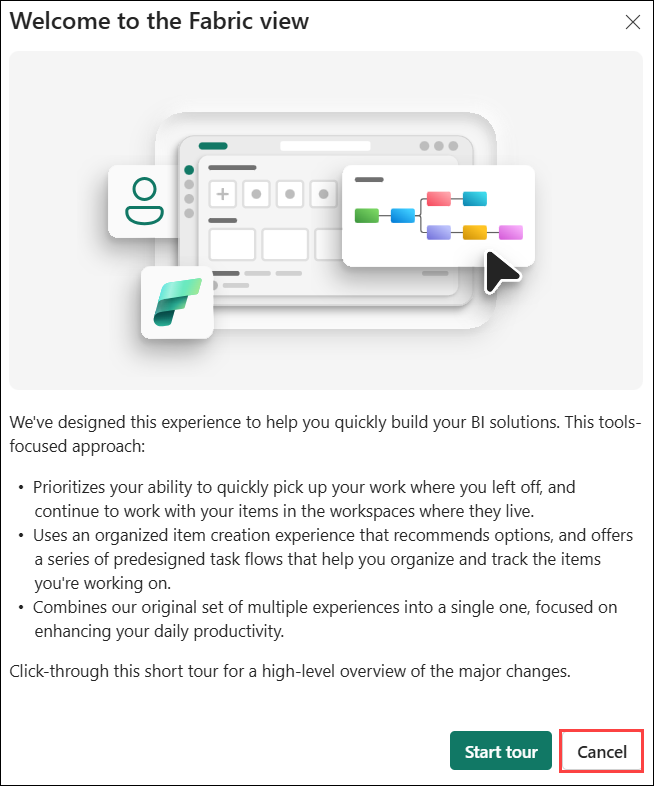 Welcome to the Fabric view
We've designed this experience to help you quickly build your BI solutions. This tools-
focused approach:
• Prioritizes your ability to quickly pick up your work where you left off, and
continue to work with your items in the workspaces where they live.
• Uses an organized item creation experience that recommends options, and offers
a series of predesigned task flows that help you organize and track the items
you're working on.
• Combines our original set of multiple experiences into a single one, focused on
enhancing your daily productivity.
Click-through this short tour for a high-level overview of the major changes.
Start tour
Cancel